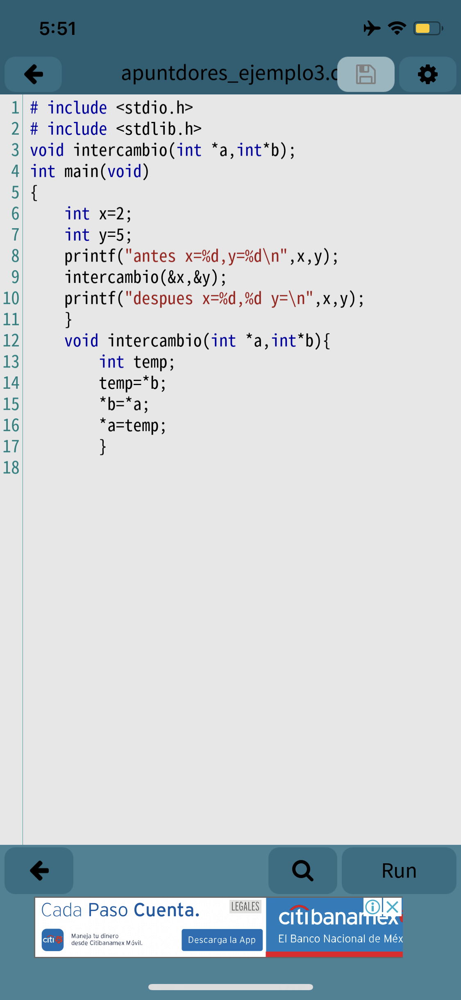 5:51
apuntdores_ejemplo3.c
1 # include <stdio.h>
2 # include <stdlib.h>
3 void intercambio(int *a,int*b);
4 int main(void)
5 {
6     int x=2;
7     int y=5;
8     printf("antes x=%d,y=%d\n",x,y);
9     intercambio(&x,&y);
10     printf("despues x=%d,%d y=\n",x,y);
11     }
12     void intercambio(int *a,int*b){
13         int temp;
14         temp=*b;
15         *b=*a;
16         *a=temp;
17         }
18
Run
Cada Paso Cuenta.
LEGALES
citi
Maneja tu dinero
desde Citibanamex Móvil.
Descarga la App
citibanamex
El Banco Nacional de Méx